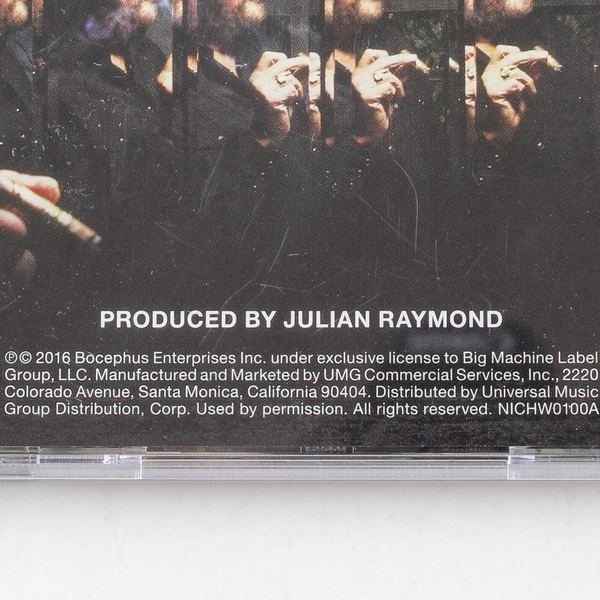 PRODUCED BY JULIAN RAYMOND
℗© 2016 Bocephus Enterprises Inc. under exclusive license to Big Machine Label
Group, LLC. Manufactured and Marketed by UMG Commercial Services, Inc., 2220
Colorado Avenue, Santa Monica, California 90404. Distributed by Universal Music
Group Distribution, Corp. Used by permission. All rights reserved. NICHW0100A